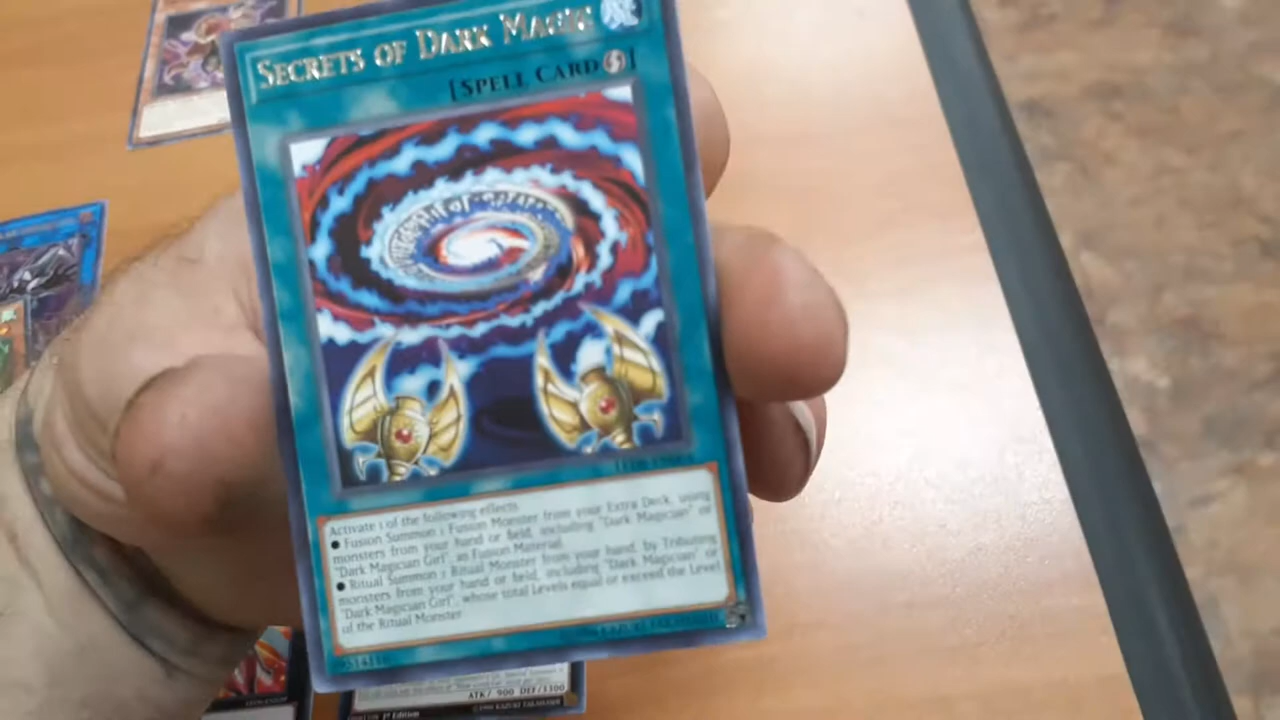 SECRETS OF DARK MAGIC
[SPELL CARD]
Activate 1 of the following effects.
● Fusion Summon 1 Fusion Monster from your Extra Deck, using
monsters from your hand or field, including "Dark Magician" or
"Dark Magician Girl", as Fusion Material.
● Ritual Summon 1 Ritual Monster from your hand, by Tributing
monsters from your hand or field, including "Dark Magician" or
"Dark Magician Girl", whose total Levels equal or exceed the Level
of the Ritual Monster.
ATK/ 900 DEF/1300
1st Edition